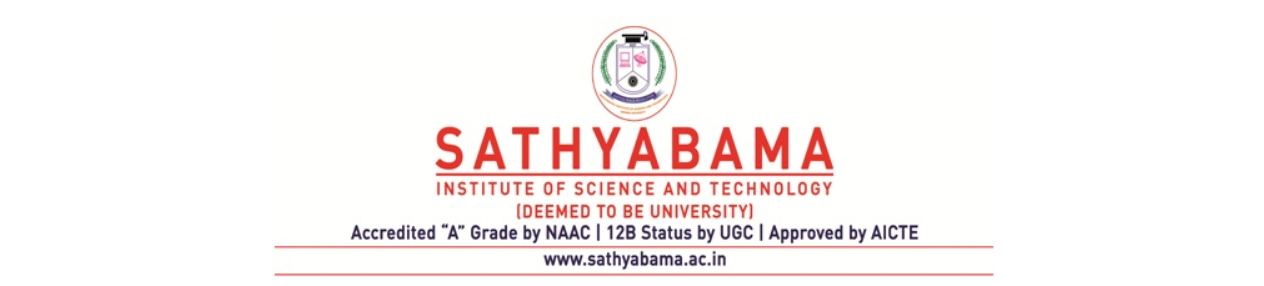 SATHYABAMA
INSTITUTE OF SCIENCE AND TECHNOLOGY
(DEEMED TO BE UNIVERSITY)
Accredited “A” Grade by NAAC | 12B Status by UGC | Approved by AICTE
www.sathyabama.ac.in